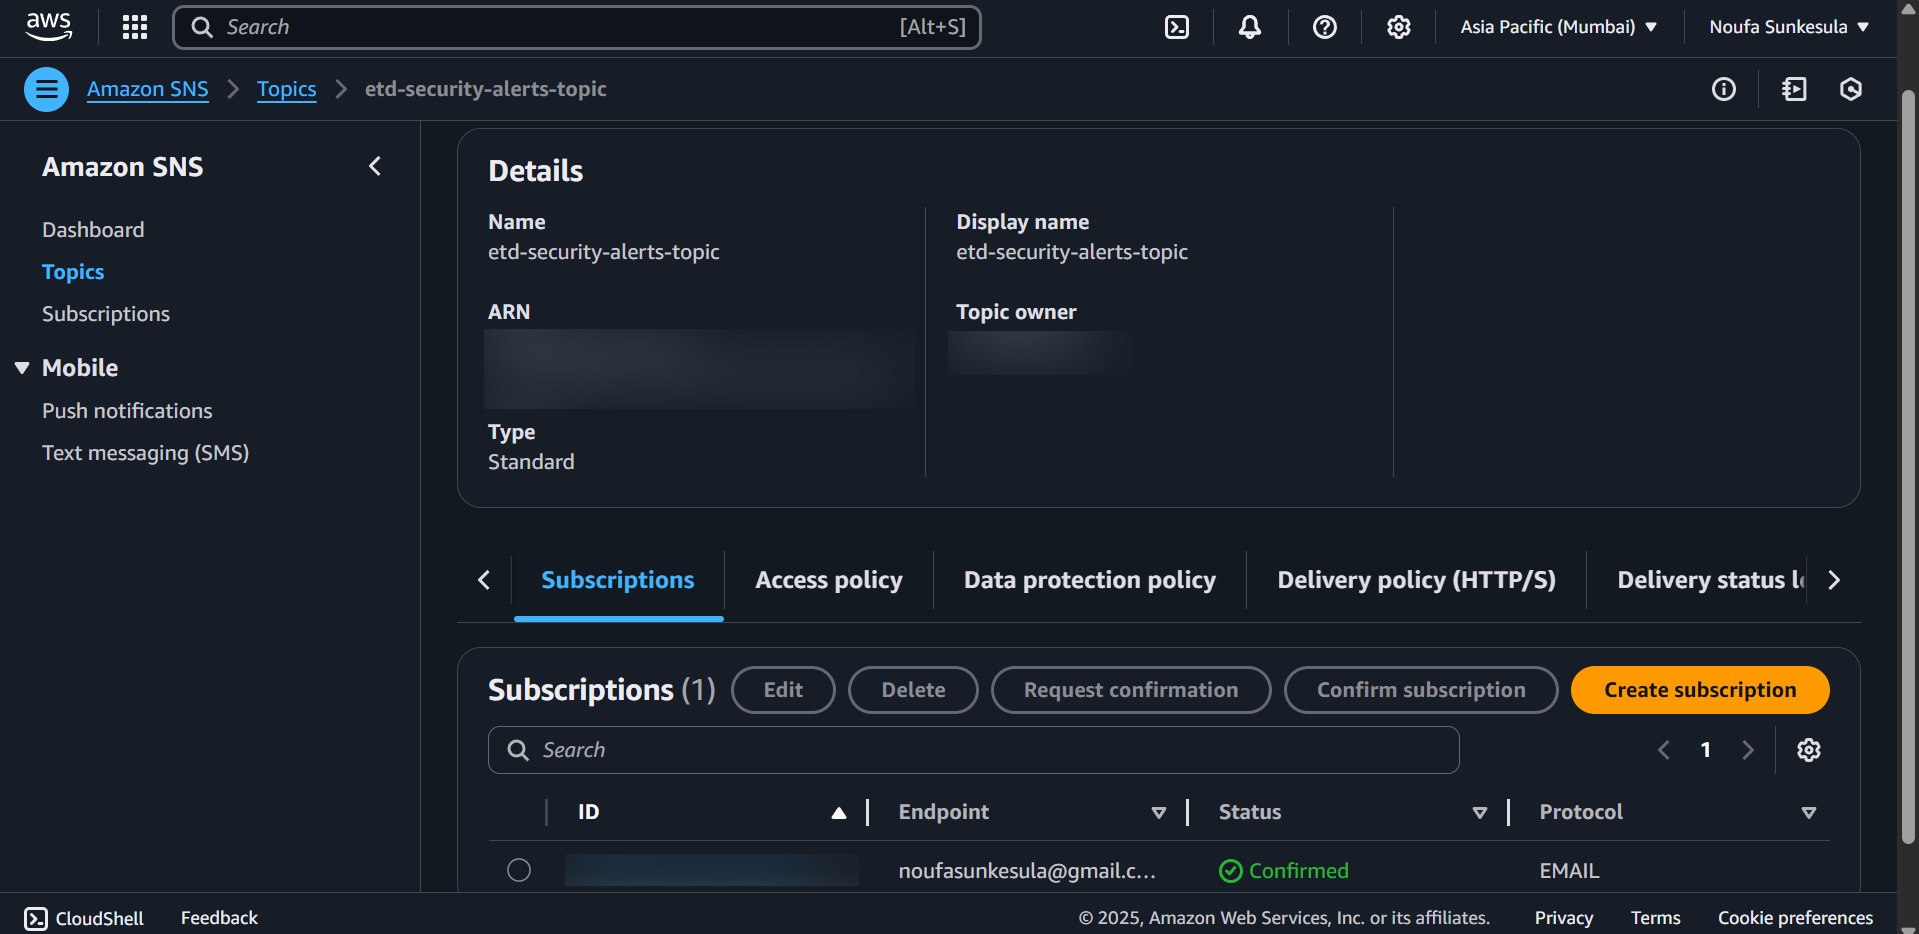 aws
Search [Alt+S]
Asia Pacific (Mumbai)
Noufa Sunkesula
Amazon SNS
Topics
etd-security-alerts-topic
Amazon SNS
Dashboard
Topics
Subscriptions
Mobile
Push notifications
Text messaging (SMS)
Details
Name
etd-security-alerts-topic
Display name
etd-security-alerts-topic
ARN
Topic owner
Type
Standard
Subscriptions
Access policy
Data protection policy
Delivery policy (HTTP/S)
Delivery status
Subscriptions (1)
Edit
Delete
Request confirmation
Confirm subscription
Create subscription
Search
1
ID
Endpoint
Status
Protocol
noufasunkesula@gmail.c...
Confirmed
EMAIL
CloudShell
Feedback
© 2025, Amazon Web Services, Inc. or its affiliates.
Privacy
Terms
Cookie preferences